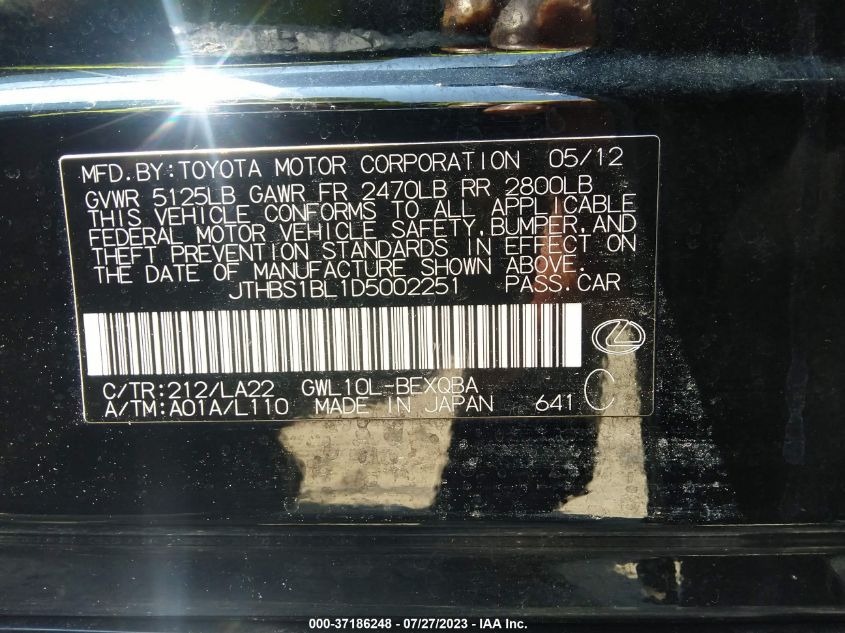 MFD.BY:TOYOTA MOTOR CORPORATION 05/12
GVWR 5125LB GAWR FR 2470LB RR 2800LB
THIS VEHICLE CONFORMS TO ALL APPLICABLE
FEDERAL MOTOR VEHICLE SAFETY,BUMPER,AND
THEFT PREVENTION STANDARDS IN EFFECT ON
THE DATE OF MANUFACTURE SHOWN ABOVE.
JTHBS1BL1D5002251 PASS.CAR
C/TR:212/LA22 GWL10L-BEXQBA
A/TM:A01A/L110 MADE IN JAPAN 641 C
000-37186248 - 07/27/2023 - IAA Inc.